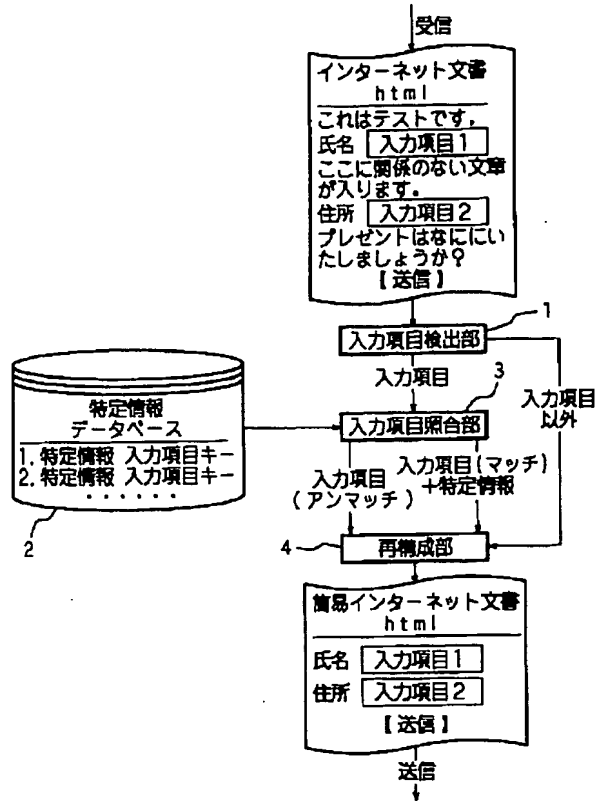 受信
インターネット文書
html
これはテストです．
氏名 入力項目1
ここに関係のない文章
が入ります。
住所 入力項目2
プレゼントはなににい
たしましょうか？
【送信】
1
入力項目検出部
入力項目
3
入力項目
以外
特定情報
データベース
1．特定情報 入力項目キー
2．特定情報 入力項目キー
・・・・・・
2
入力項目照合部
入力項目
（アンマッチ）
入力項目（マッチ）
＋特定情報
4
再構成部
簡易インターネット文書
html
氏名 入力項目1
住所 入力項目2
【送信】
送信